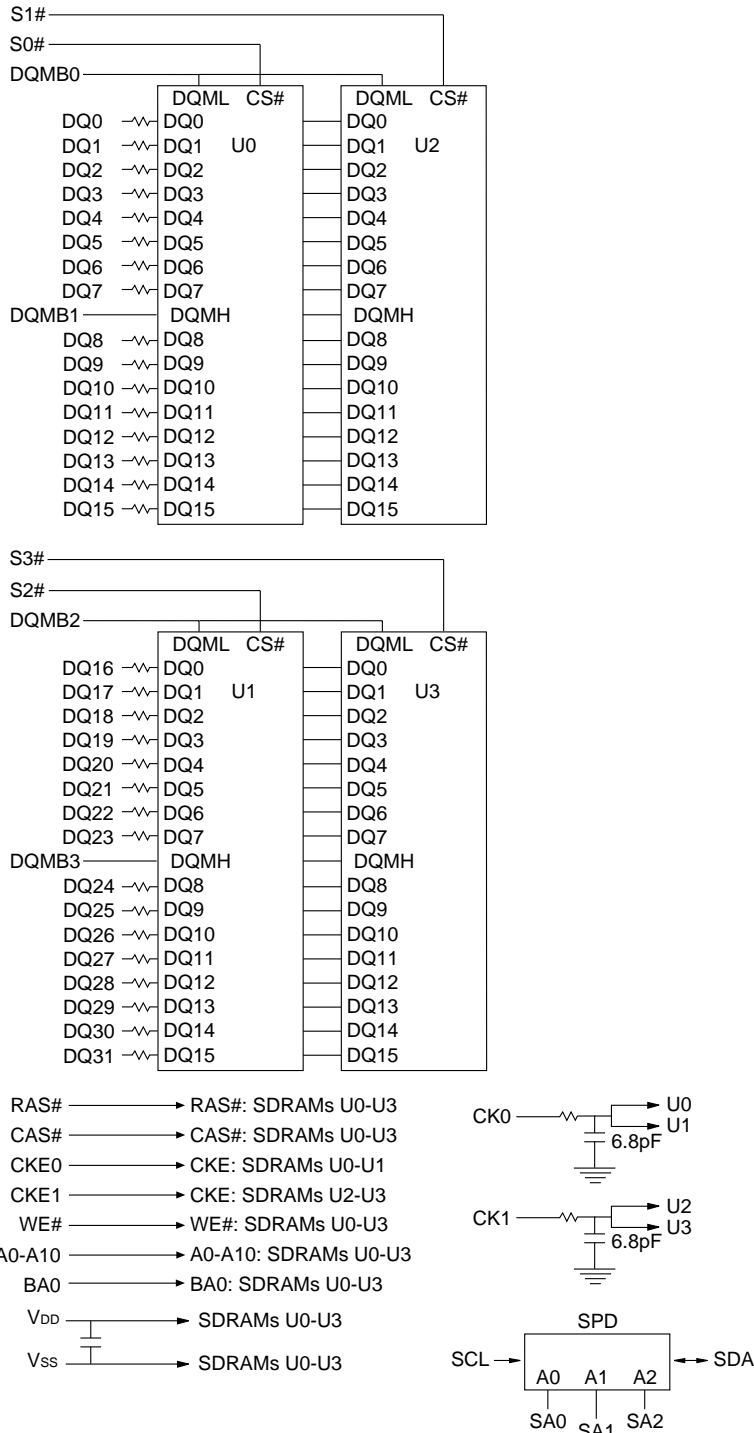 S1#
S0#
DQMB0
DQML CS# DQML CS#
DQ0 DQ0 DQ0
DQ1 DQ1 U0 DQ1 U2
DQ2 DQ2 DQ2
DQ3 DQ3 DQ3
DQ4 DQ4 DQ4
DQ5 DQ5 DQ5
DQ6 DQ6 DQ6
DQ7 DQ7 DQ7
DQMB1 DQMH DQMH
DQ8 DQ8 DQ8
DQ9 DQ9 DQ9
DQ10 DQ10 DQ10
DQ11 DQ11 DQ11
DQ12 DQ12 DQ12
DQ13 DQ13 DQ13
DQ14 DQ14 DQ14
DQ15 DQ15 DQ15
S3#
S2#
DQMB2
DQML CS# DQML CS#
DQ16 DQ0 DQ0
DQ17 DQ1 U1 DQ1 U3
DQ18 DQ2 DQ2
DQ19 DQ3 DQ3
DQ20 DQ4 DQ4
DQ21 DQ5 DQ5
DQ22 DQ6 DQ6
DQ23 DQ7 DQ7
DQMB3 DQMH DQMH
DQ24 DQ8 DQ8
DQ25 DQ9 DQ9
DQ26 DQ10 DQ10
DQ27 DQ11 DQ11
DQ28 DQ12 DQ12
DQ29 DQ13 DQ13
DQ30 DQ14 DQ14
DQ31 DQ15 DQ15
RAS# RAS#: SDRAMs U0-U3
CAS# CAS#: SDRAMs U0-U3
CKE0 CKE: SDRAMs U0-U1
CKE1 CKE: SDRAMs U2-U3
WE# WE#: SDRAMs U0-U3
A0-A10 A0-A10: SDRAMs U0-U3
BA0 BA0: SDRAMs U0-U3
VDD SDRAMs U0-U3
VSS SDRAMs U0-U3
CK0 U0
U1
6.8pF
CK1 U2
U3
6.8pF
SPD
SCL SDA
A0 A1 A2
SA0 SA1 SA2